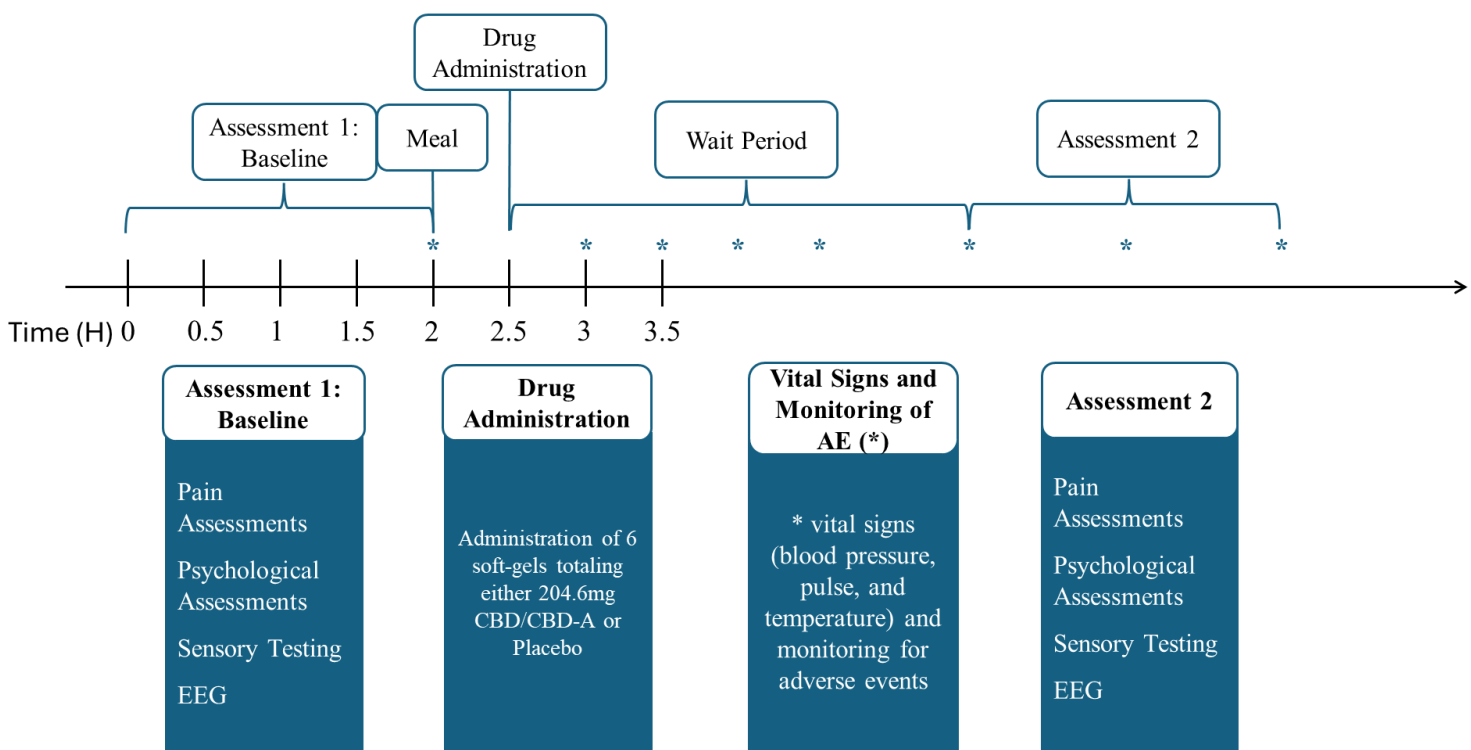 Drug
Administration
Assessment 1:
Baseline
Meal
Wait Period
Assessment 2
* * * * * * * *
Time (H) 0 0.5 1 1.5 2 2.5 3 3.5
Assessment 1:
Baseline
Pain
Assessments
Psychological
Assessments
Sensory Testing
EEG
Drug
Administration
Administration of 6
soft-gels totaling
either 204.6mg
CBD/CBD-A or
Placebo
Vital Signs and
Monitoring of
AE (*)
* vital signs
(blood pressure,
pulse, and
temperature) and
monitoring for
adverse events
Assessment 2
Pain
Assessments
Psychological
Assessments
Sensory Testing
EEG